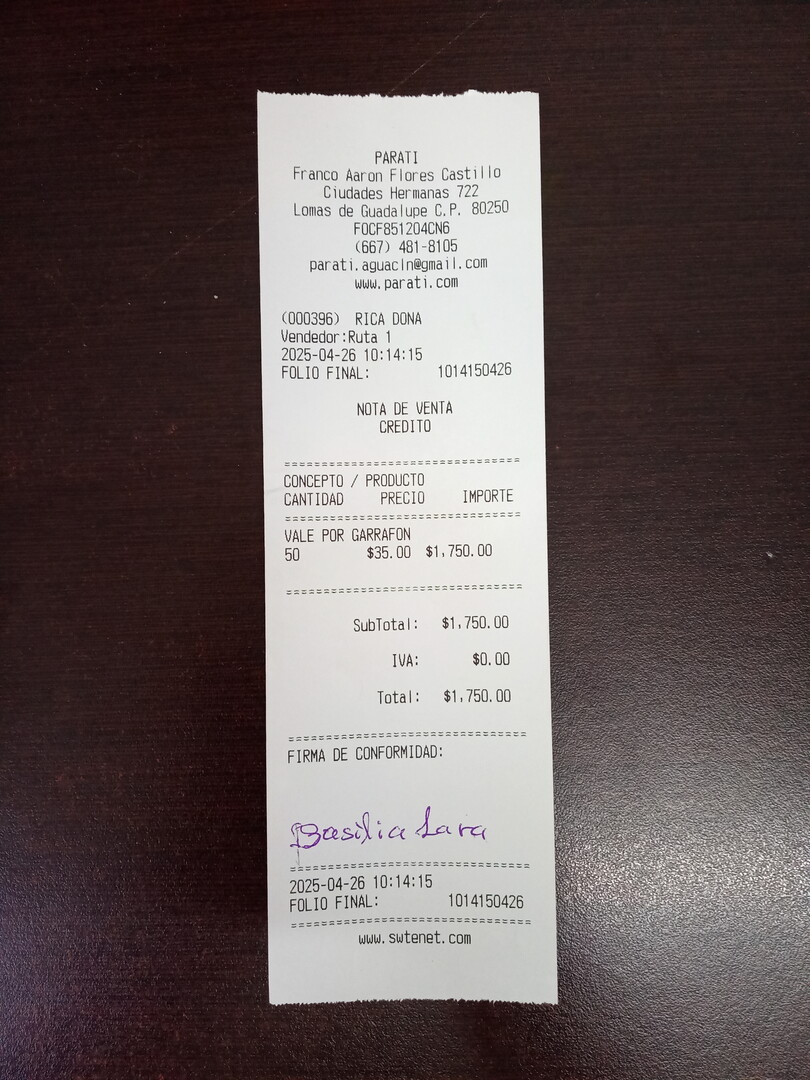 PARATI
Franco Aaron Flores Castillo
Ciudades Hermanas 722
Lomas de Guadalupe C.P. 80250
FOCF851204CN6
(667) 481-8105
parati.aguacln@gmail.com
www.parati.com
(000396) RICA DONA
Vendedor:Ruta 1
2025-04-26 10:14:15
FOLIO FINAL: 1014150426
NOTA DE VENTA
CREDITO
================================
CONCEPTO / PRODUCTO
CANTIDAD PRECIO IMPORTE
================================
VALE POR GARRAFON
50 $35.00 $1,750.00
================================
SubTotal: $1,750.00
IVA: $0.00
Total: $1,750.00
================================
FIRMA DE CONFORMIDAD:
Basilia Lara
================================
2025-04-26 10:14:15
FOLIO FINAL: 1014150426
================================
www.swtenet.com